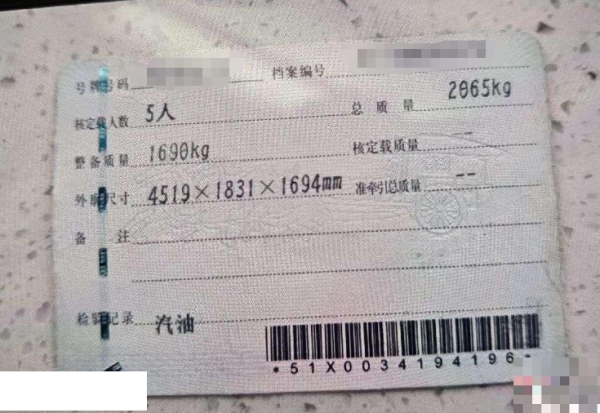 号牌号码 档案编号
核定载人数 5人 总质量 2065kg
整备质量 1690kg 核定载质量 --
外廓尺寸 4519×1831×1694mm 准牵引总质量 --
备注
检验记录 汽油
*51X0034194196*